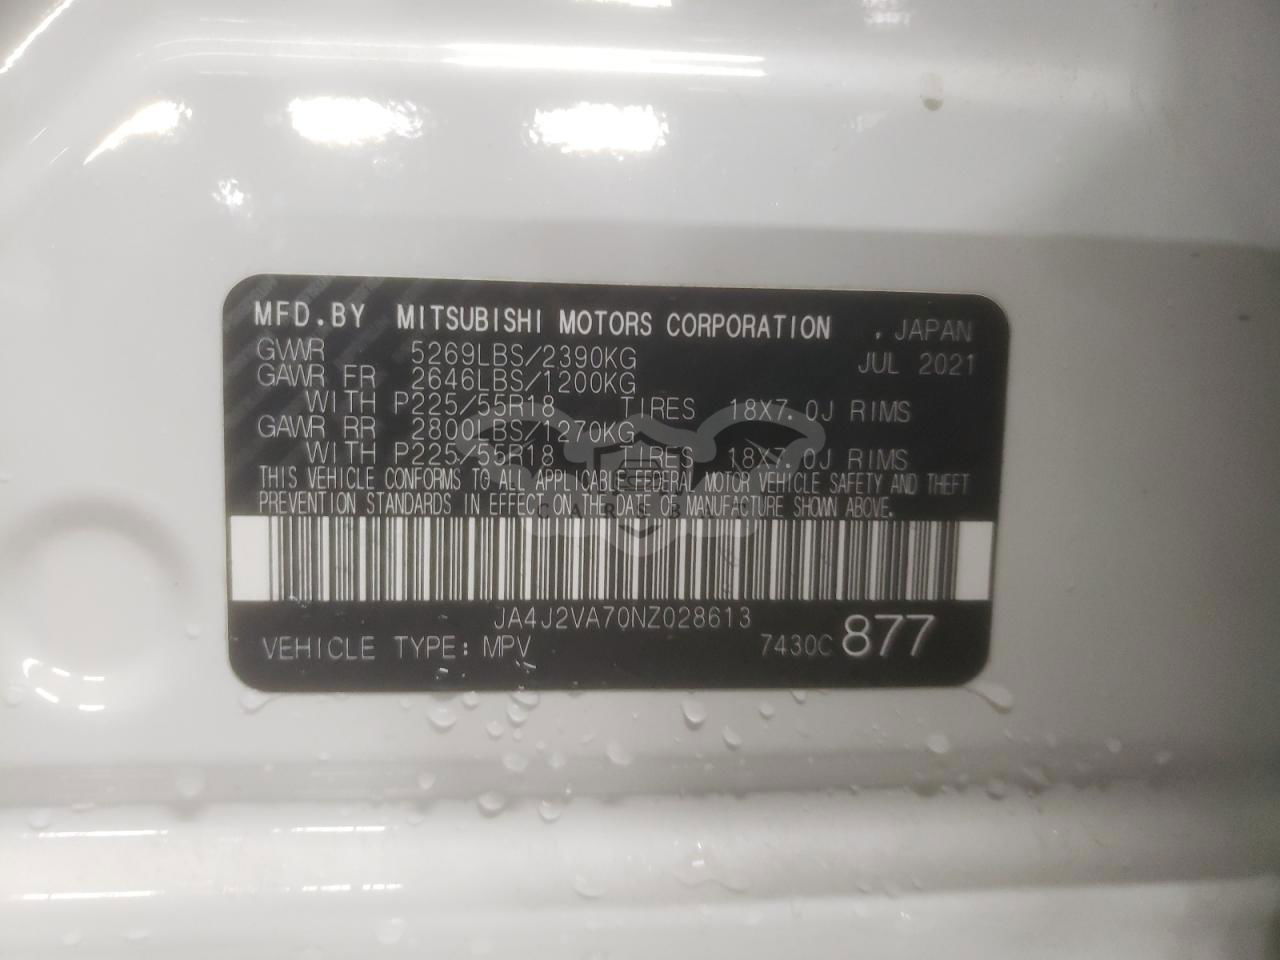 MFD.BY MITSUBISHI MOTORS CORPORATION , JAPAN
GVWR 5269LBS/2390KG JUL 2021
GAWR FR 2646LBS/1200KG
WITH P225/55R18 TIRES 18X7.0J RIMS
GAWR RR 2800LBS/1270KG
WITH P225/55R18 TIRES 18X7.0J RIMS
THIS VEHICLE CONFORMS TO ALL APPLICABLE FEDERAL MOTOR VEHICLE SAFETY AND THEFT
PREVENTION STANDARDS IN EFFECT ON THE DATE OF MANUFACTURE SHOWN ABOVE.
JA4J2VA70NZ028613
VEHICLE TYPE: MPV 7430C 877